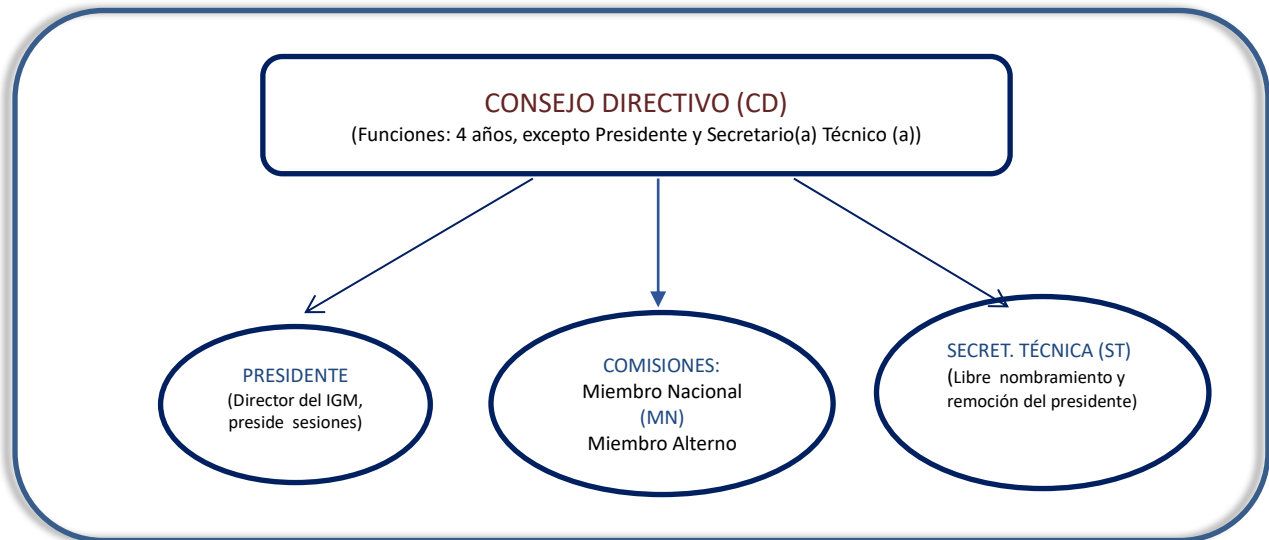 CONSEJO DIRECTIVO (CD)
(Funciones: 4 años, excepto Presidente y Secretario(a) Técnico (a))
PRESIDENTE
(Director del IGM,
preside sesiones)
COMISIONES:
Miembro Nacional
(MN)
Miembro Alterno
SECRET. TÉCNICA (ST)
(Libre nombramiento y
remoción del presidente)